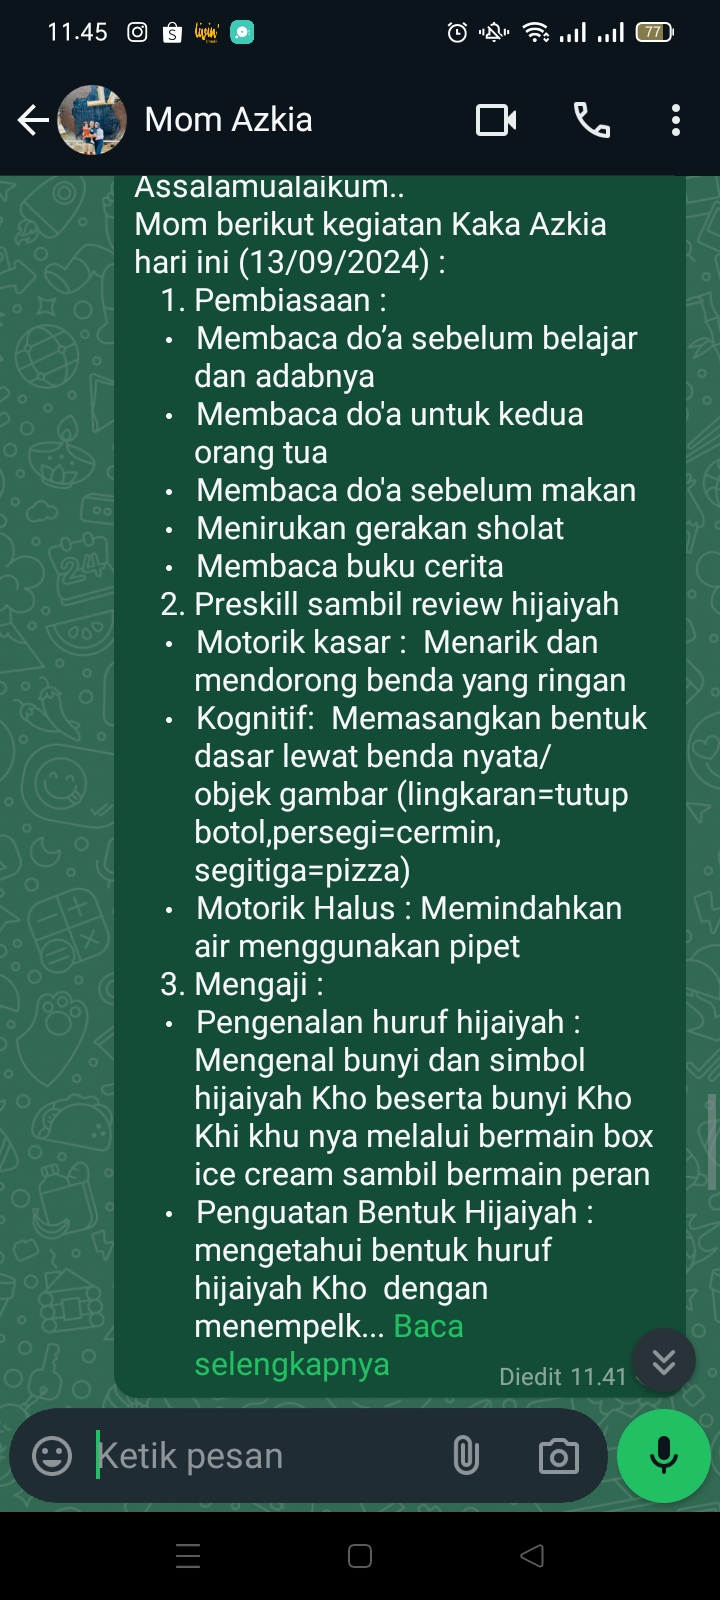 11.45
77
Mom Azkia
Assalamualaikum..
Mom berikut kegiatan Kaka Azkia
hari ini (13/09/2024) :
1. Pembiasaan :
• Membaca do’a sebelum belajar
dan adabnya
• Membaca do'a untuk kedua
orang tua
• Membaca do'a sebelum makan
• Menirukan gerakan sholat
• Membaca buku cerita
2. Preskill sambil review hijaiyah
• Motorik kasar : Menarik dan
mendorong benda yang ringan
• Kognitif: Memasangkan bentuk
dasar lewat benda nyata/
objek gambar (lingkaran=tutup
botol,persegi=cermin,
segitiga=pizza)
• Motorik Halus : Memindahkan
air menggunakan pipet
3. Mengaji :
• Pengenalan huruf hijaiyah :
Mengenal bunyi dan simbol
hijaiyah Kho beserta bunyi Kho
Khi khu nya melalui bermain box
ice cream sambil bermain peran
• Penguatan Bentuk Hijaiyah :
mengetahui bentuk huruf
hijaiyah Kho dengan
menempelk... Baca
selengkapnya
Diedit 11.41
Ketik pesan